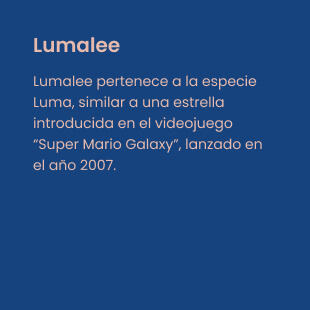 Lumalee
Lumalee pertenece a la especie
Luma, similar a una estrella
introducida en el videojuego
“Super Mario Galaxy”, lanzado en
el año 2007.